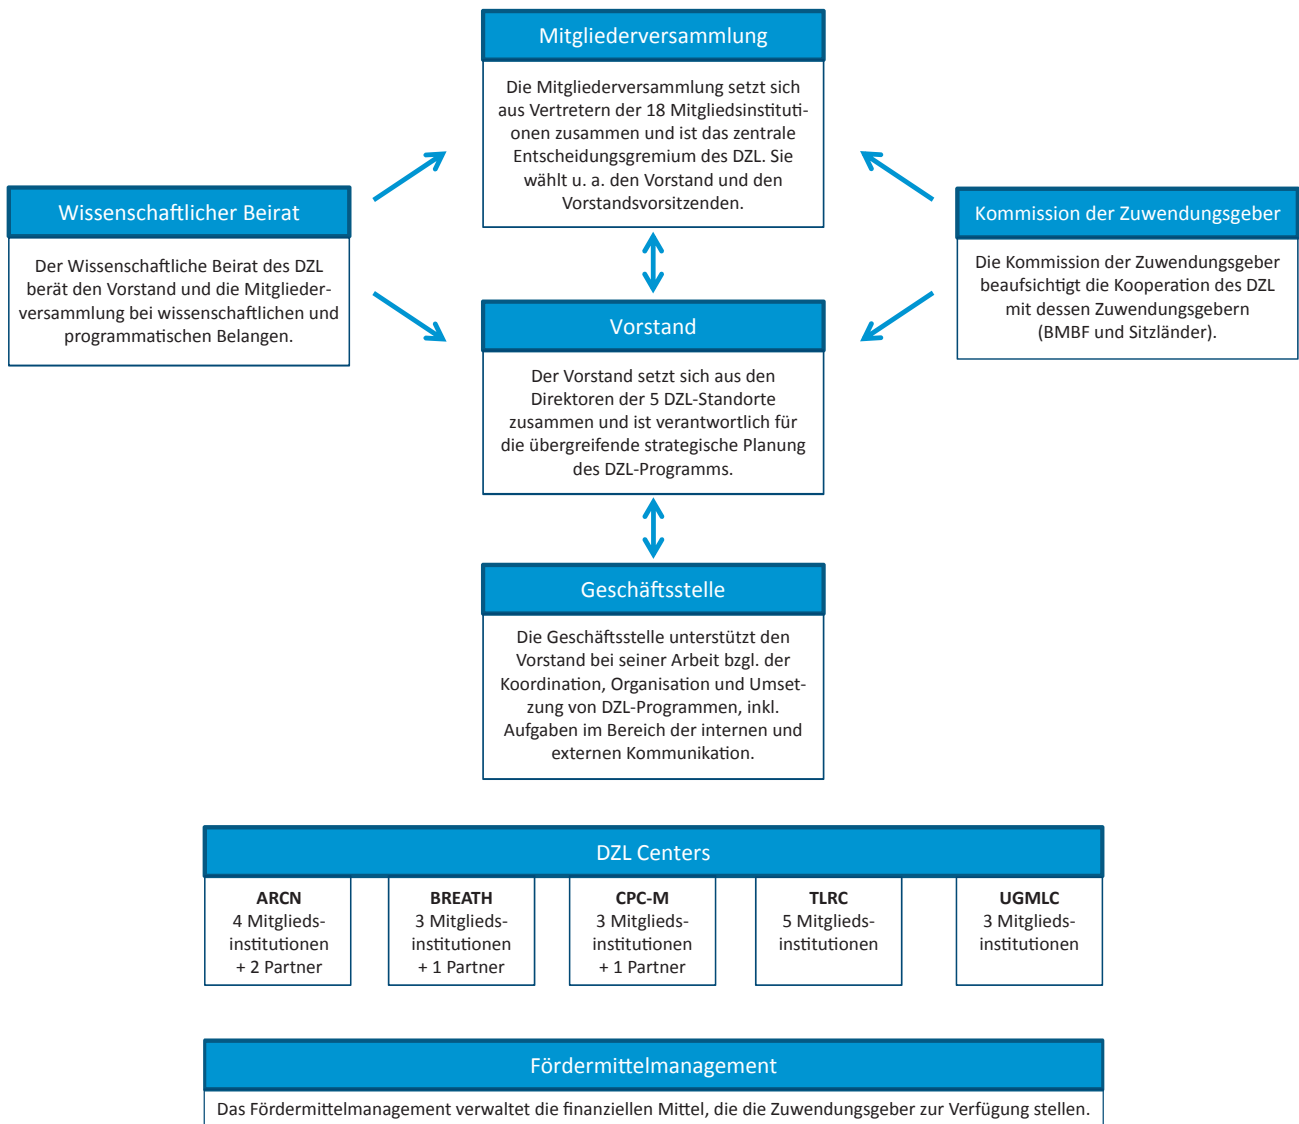 Mitgliederversammlung
Die Mitgliederversammlung setzt sich
aus Vertretern der 18 Mitgliedsinstituti-
onen zusammen und ist das zentrale
Entscheidungsgremium des DZL. Sie
wählt u. a. den Vorstand und den
Vorstandsvorsitzenden.
Wissenschaftlicher Beirat
Der Wissenschaftliche Beirat des DZL
berät den Vorstand und die Mitglieder-
versammlung bei wissenschaftlichen und
programmatischen Belangen.
Kommission der Zuwendungsgeber
Die Kommission der Zuwendungsgeber
beaufsichtigt die Kooperation des DZL
mit dessen Zuwendungsgebern
(BMBF und Sitzländer).
Vorstand
Der Vorstand setzt sich aus den
Direktoren der 5 DZL-Standorte
zusammen und ist verantwortlich für
die übergreifende strategische Planung
des DZL-Programms.
Geschäftsstelle
Die Geschäftsstelle unterstützt den
Vorstand bei seiner Arbeit bzgl. der
Koordination, Organisation und Umset-
zung von DZL-Programmen, inkl.
Aufgaben im Bereich der internen und
externen Kommunikation.
DZL Centers
ARCN
4 Mitglieds-
institutionen
+ 2 Partner
BREATH
3 Mitglieds-
institutionen
+ 1 Partner
CPC-M
3 Mitglieds-
institutionen
+ 1 Partner
TLRC
5 Mitglieds-
institutionen
UGMLC
3 Mitglieds-
institutionen
Fördermittelmanagement
Das Fördermittelmanagement verwaltet die finanziellen Mittel, die die Zuwendungsgeber zur Verfügung stellen.